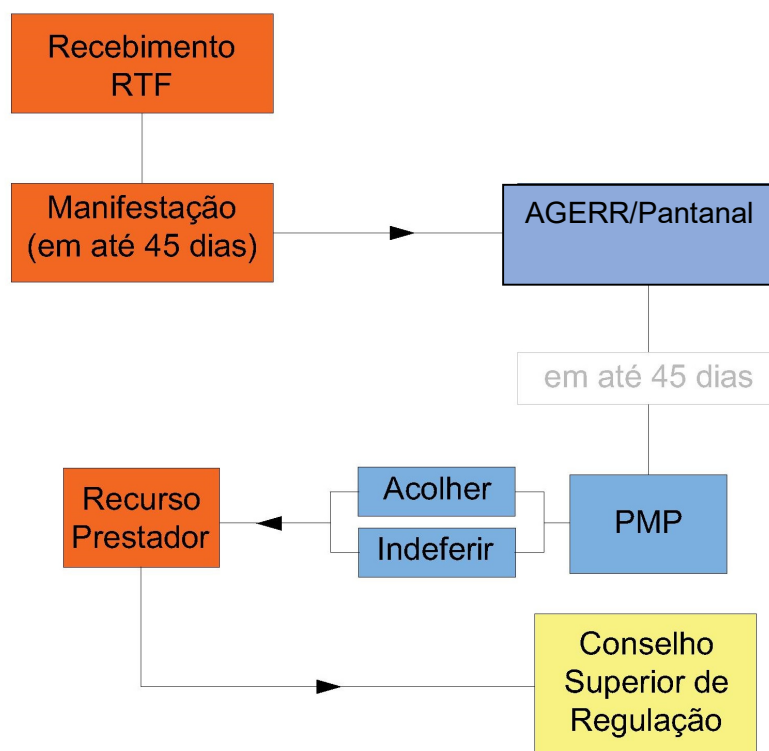 Recebimento
RTF
Manifestação
(em até 45 dias)
AGERR/Pantanal
em até 45 dias
Acolher
Indeferir
PMP
Recurso
Prestador
Conselho
Superior de
Regulação